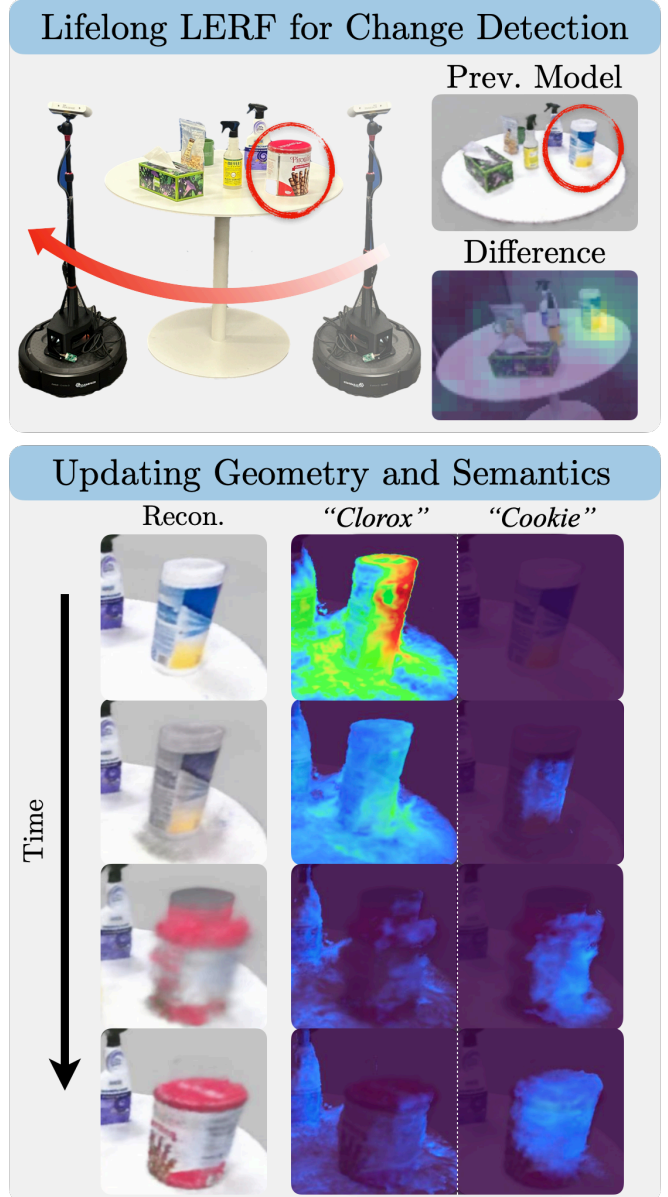 Lifelong LERF for Change Detection
Prev. Model
Difference
Updating Geometry and Semantics
Recon.
“Clorox”
“Cookie”
Time